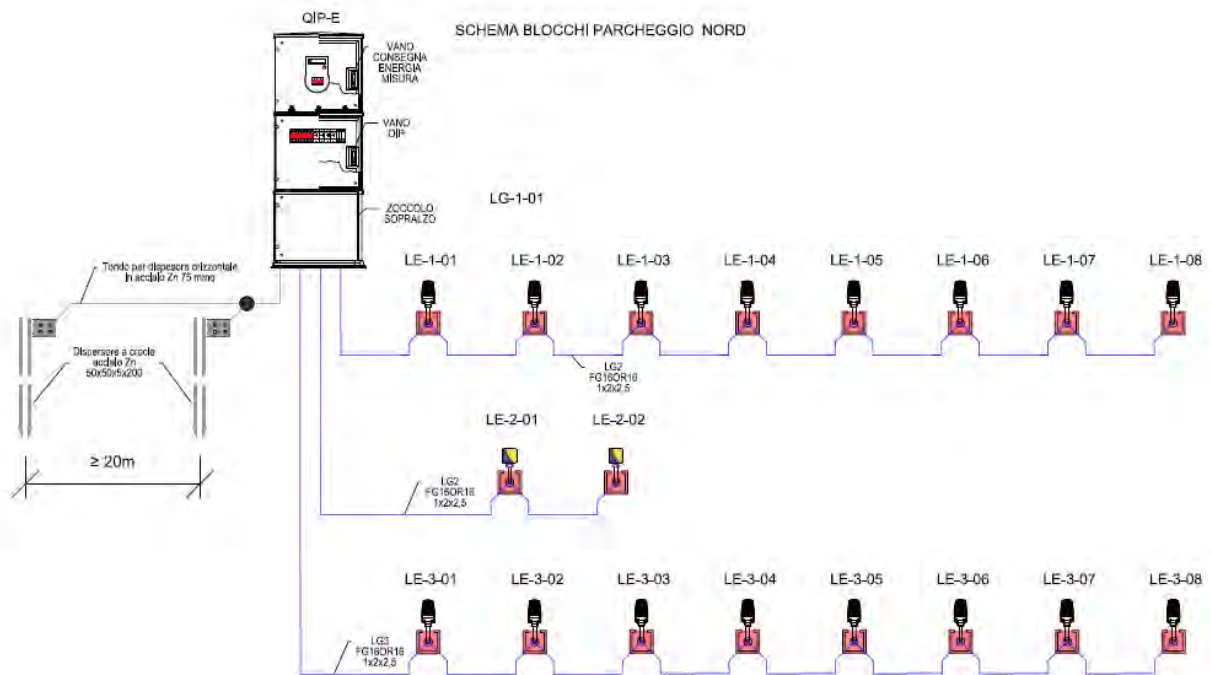 QIP-E
SCHEMA BLOCCHI PARCHEGGIO NORD
VANO
CONSEGNA
ENERGIA
MISURA
VANO
QIP
ZOCCOLO
SOPRALZO
LG-1-01
Tondo per dispersore orizzontale
in acciaio Zn 75 mmq
LE-1-01 LE-1-02 LE-1-03 LE-1-04 LE-1-05 LE-1-06 LE-1-07 LE-1-08
Dispersore a croce
acciaio Zn
50x50x5x200
LG2
FG16OR16
1x2x2,5
LE-2-01 LE-2-02
≥ 20m
LG2
FG16OR16
1x2x2,5
LE-3-01 LE-3-02 LE-3-03 LE-3-04 LE-3-05 LE-3-06 LE-3-07 LE-3-08
LG3
FG16OR16
1x2x2,5